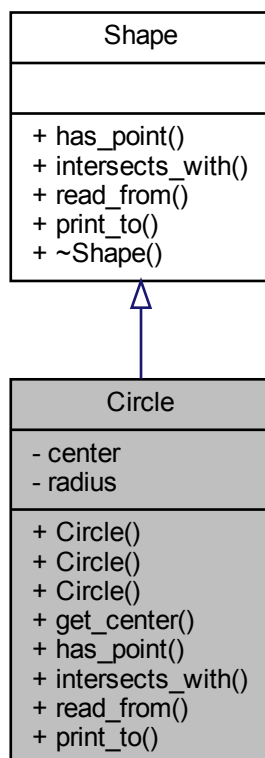 Shape
+ has_point()
+ intersects_with()
+ read_from()
+ print_to()
+ ~Shape()
Circle
- center
- radius
+ Circle()
+ Circle()
+ Circle()
+ get_center()
+ has_point()
+ intersects_with()
+ read_from()
+ print_to()